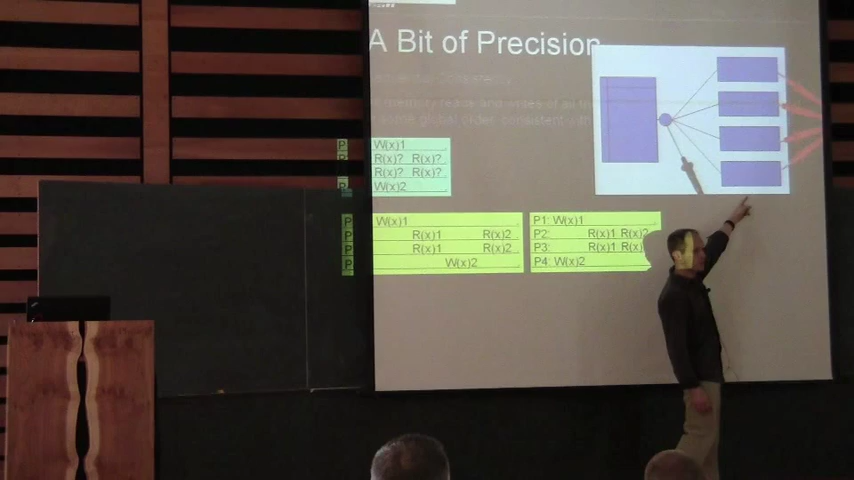 A Bit of Precision
W(x)1
R(x)? R(x)?
R(x)? R(x)?
W(x)2
W(x)1
R(x)1 R(x)2
R(x)1 R(x)2
W(x)2
P1: W(x)1
P2: R(x)1 R(x)2
P3: R(x)1 R(x)
P4: W(x)2